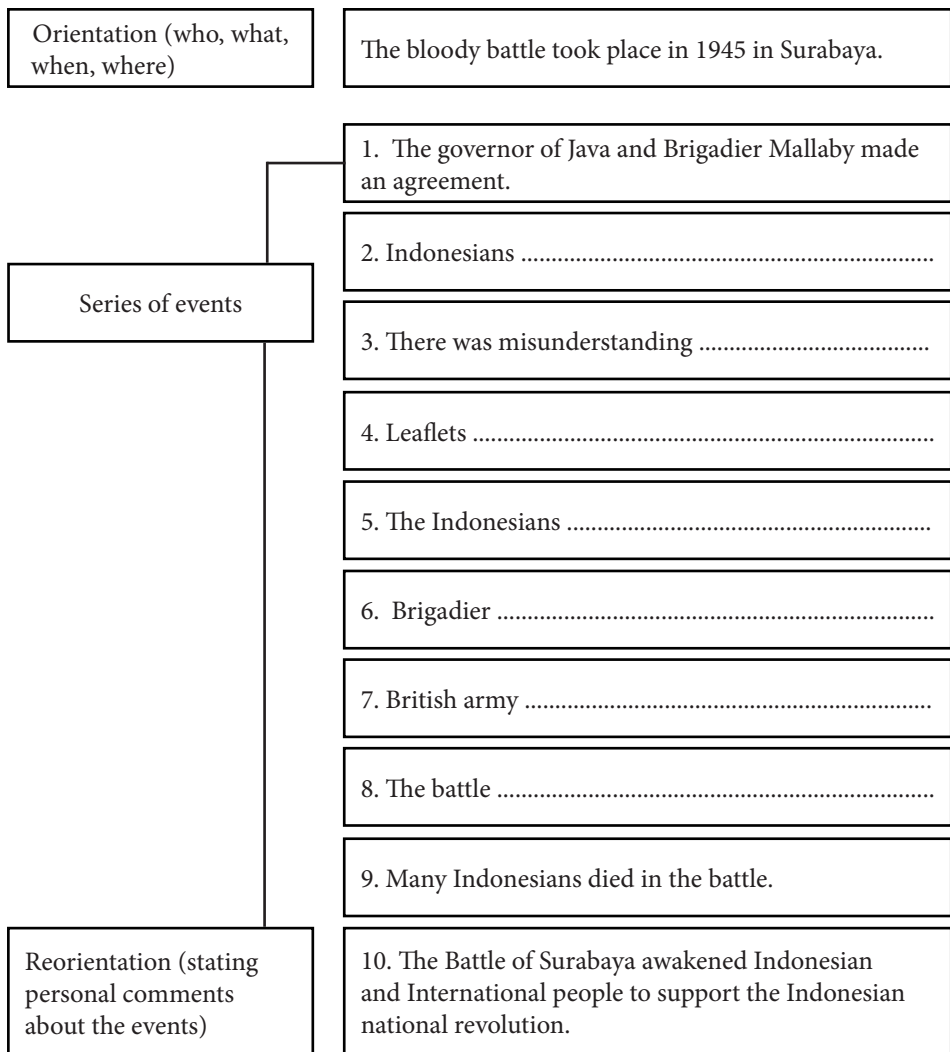 Orientation (who, what,
when, where)
The bloody battle took place in 1945 in Surabaya.
1. The governor of Java and Brigadier Mallaby made
an agreement.
Series of events
2. Indonesians ..................................................................................
3. There was misunderstanding ..............................................
4. Leaflets ............................................................................................
5. The Indonesians .........................................................................
6. Brigadier .......................................................................................
7. British army .................................................................................
8. The battle .......................................................................................
9. Many Indonesians died in the battle.
Reorientation (stating
personal comments
about the events)
10. The Battle of Surabaya awakened Indonesian
and International people to support the Indonesian
national revolution.